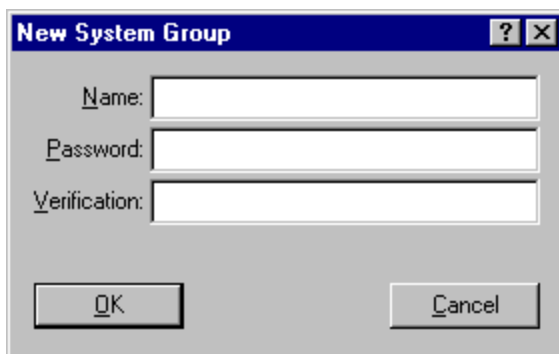 New System Group
Name:
Password:
Verification:
OK
Cancel